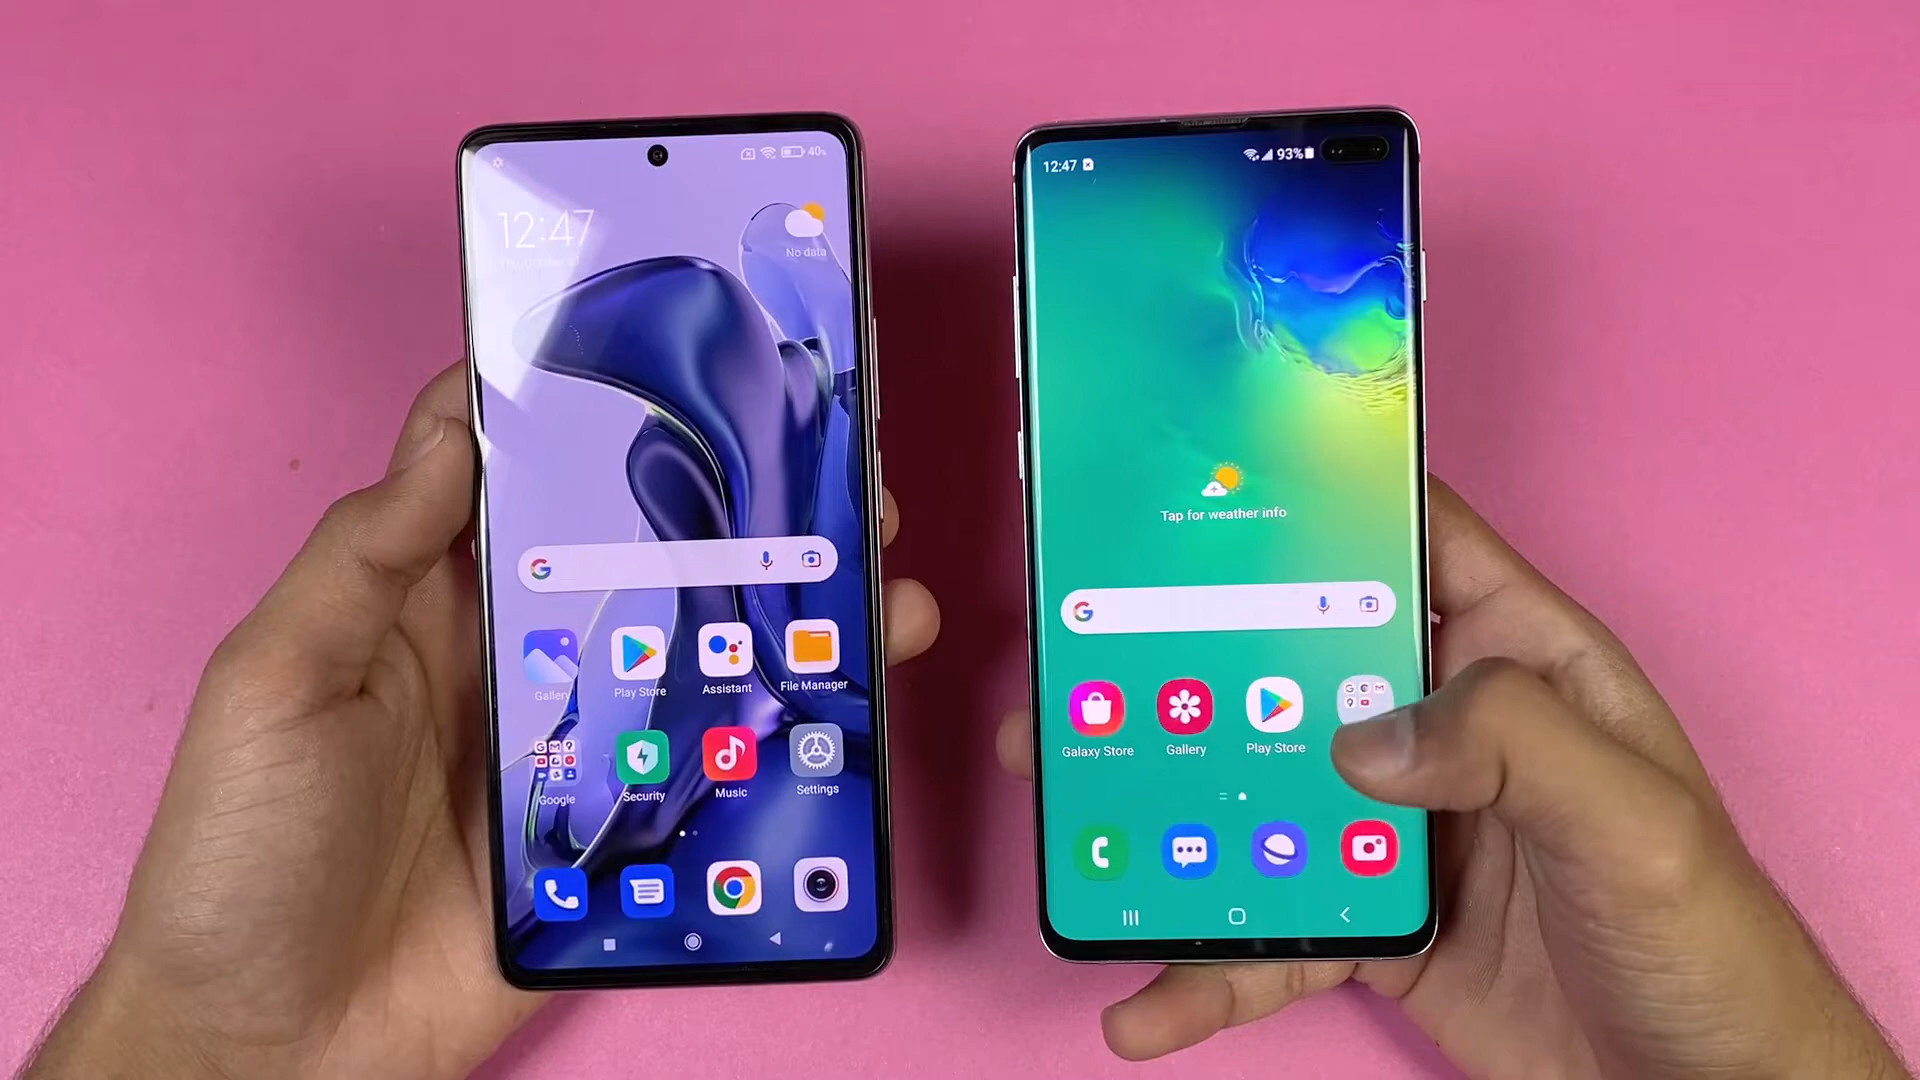 40%
12:47
No data
Gallery
Play Store
Assistant
File Manager
Google
Security
Music
Settings
12:47
93%
Tap for weather info
Galaxy Store
Gallery
Play Store